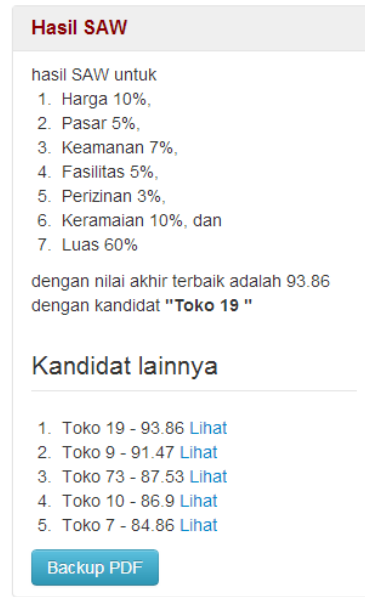 Hasil SAW
hasil SAW untuk
1. Harga 10%,
2. Pasar 5%,
3. Keamanan 7%,
4. Fasilitas 5%,
5. Perizinan 3%,
6. Keramaian 10%, dan
7. Luas 60%
dengan nilai akhir terbaik adalah 93.86
dengan kandidat "Toko 19 "
Kandidat lainnya
1. Toko 19 - 93.86 Lihat
2. Toko 9 - 91.47 Lihat
3. Toko 73 - 87.53 Lihat
4. Toko 10 - 86.9 Lihat
5. Toko 7 - 84.86 Lihat
Backup PDF